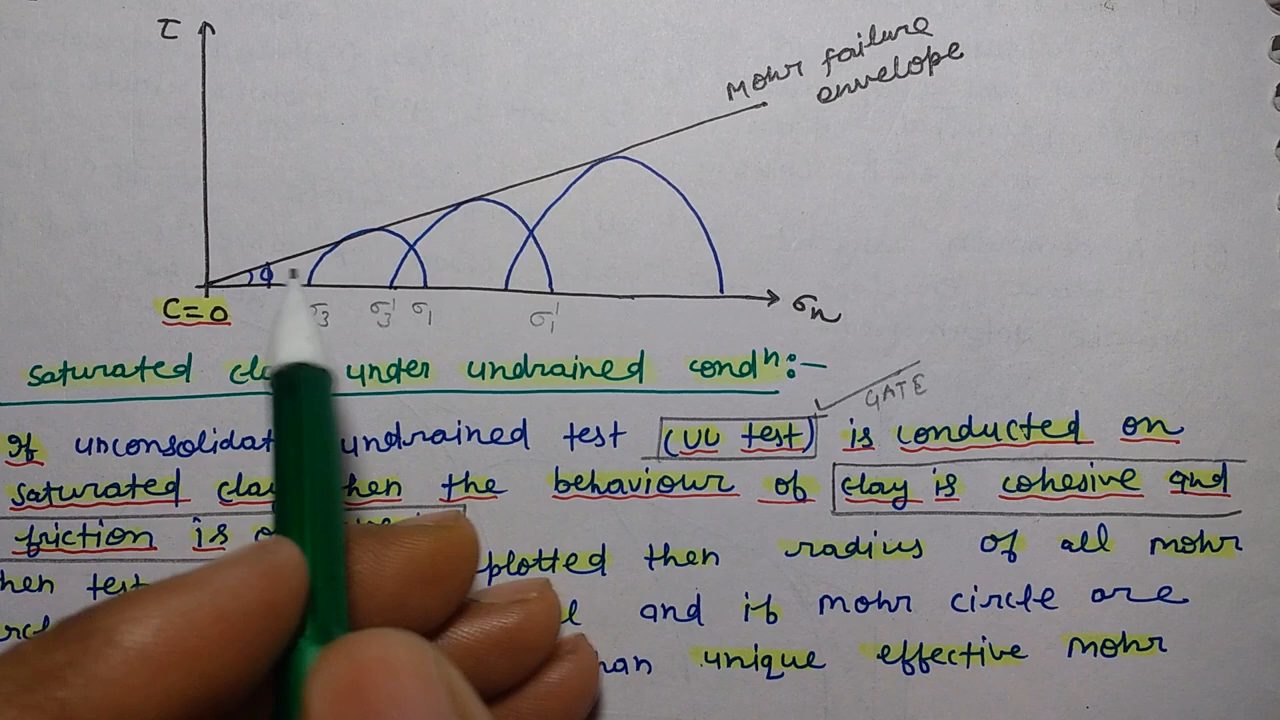 τ
Mohr failure
envelope
ϕ
C=0
σ3 σ3' σ1 σ1' σn
saturated under undrained condⁿ:-
GATE
If undrained test (UU test) is conducted on
saturated clay then the behaviour of clay is cohesive and
friction is
plotted then radius of all mohr
and if mohr circle are
unique effective mohr